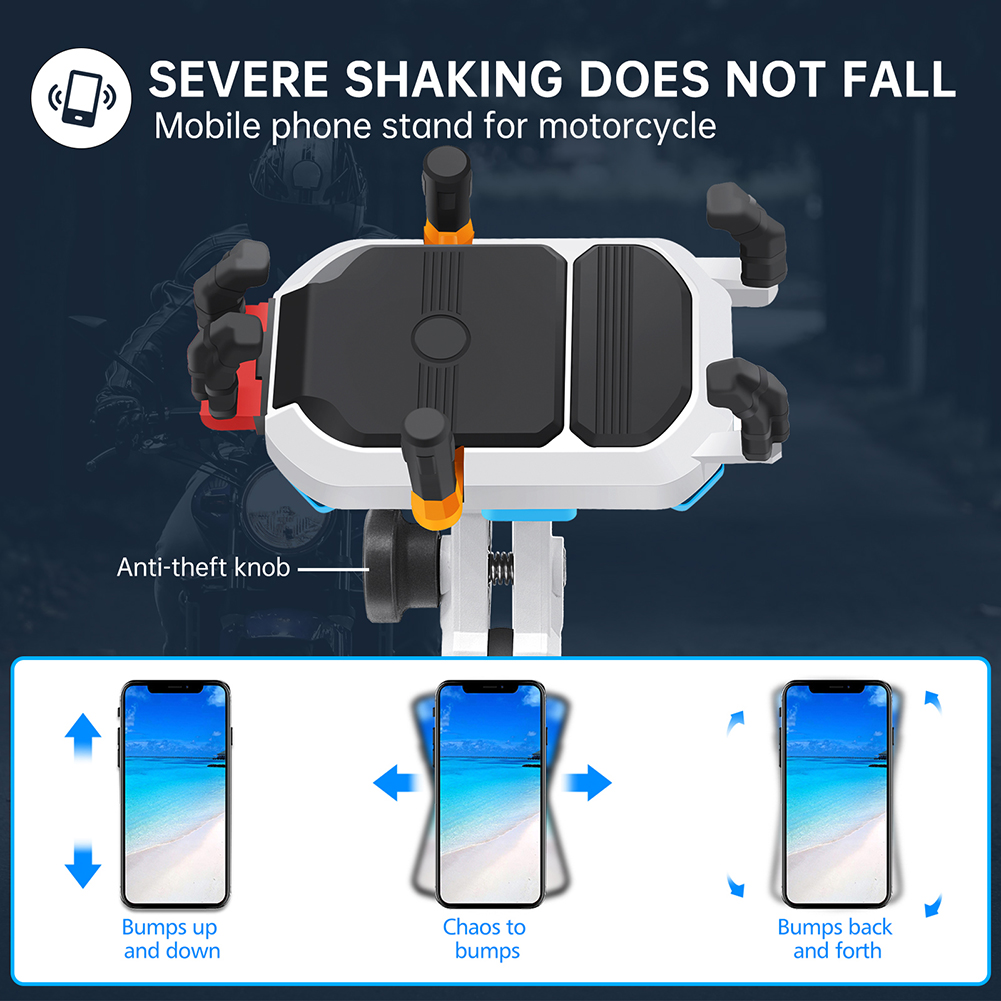 SEVERE SHAKING DOES NOT FALL
Mobile phone stand for motorcycle
Anti-theft knob
Bumps up
and down
Chaos to
bumps
Bumps back
and forth